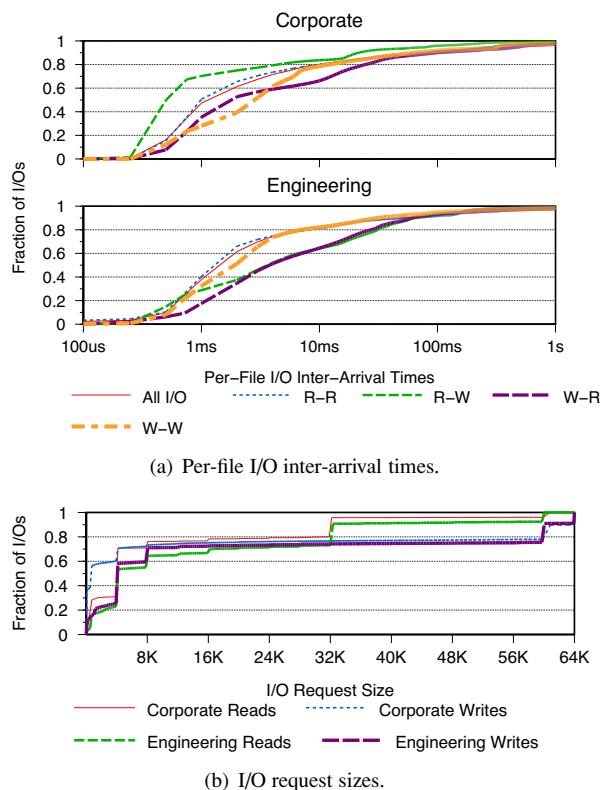 Corporate
1
0.8
0.6
0.4
0.2
0
Engineering
1
0.8
0.6
0.4
0.2
0
Fraction of I/Os
100us 1ms 10ms 100ms 1s
Per−File I/O Inter−Arrival Times
All I/O R−R R−W W−R
W−W
(a) Per-file I/O inter-arrival times.
1
0.8
0.6
0.4
0.2
0
Fraction of I/Os
8K 16K 24K 32K 40K 48K 56K 64K
I/O Request Size
Corporate Reads Corporate Writes
Engineering Reads Engineering Writes
(b) I/O request sizes.